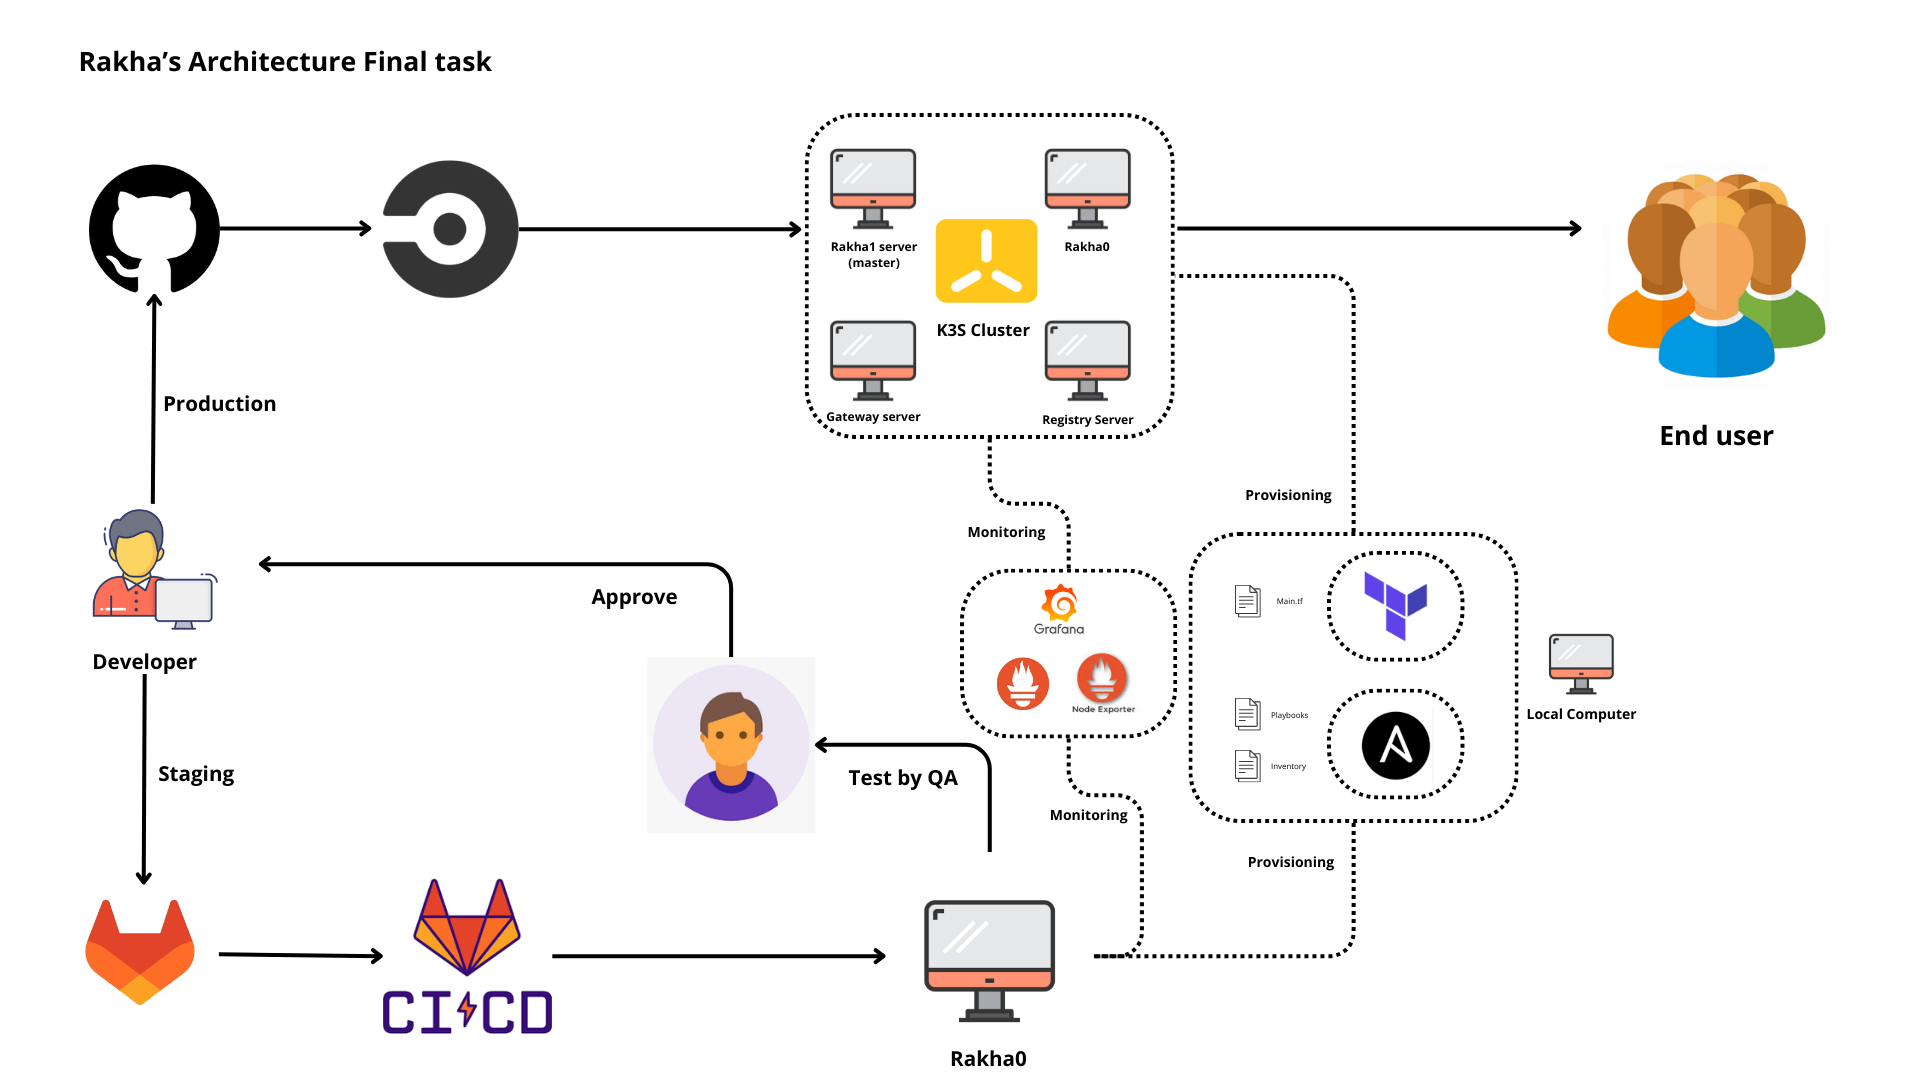 Rakha’s Architecture Final task
Rakha1 server
(master)
Rakha0
K3S Cluster
Gateway server
Registry Server
End user
Production
Provisioning
Monitoring
Developer
Approve
Grafana
Node Exporter
Main.tf
Playbooks
Inventory
Local Computer
Staging
Test by QA
Monitoring
Provisioning
CI CD
Rakha0